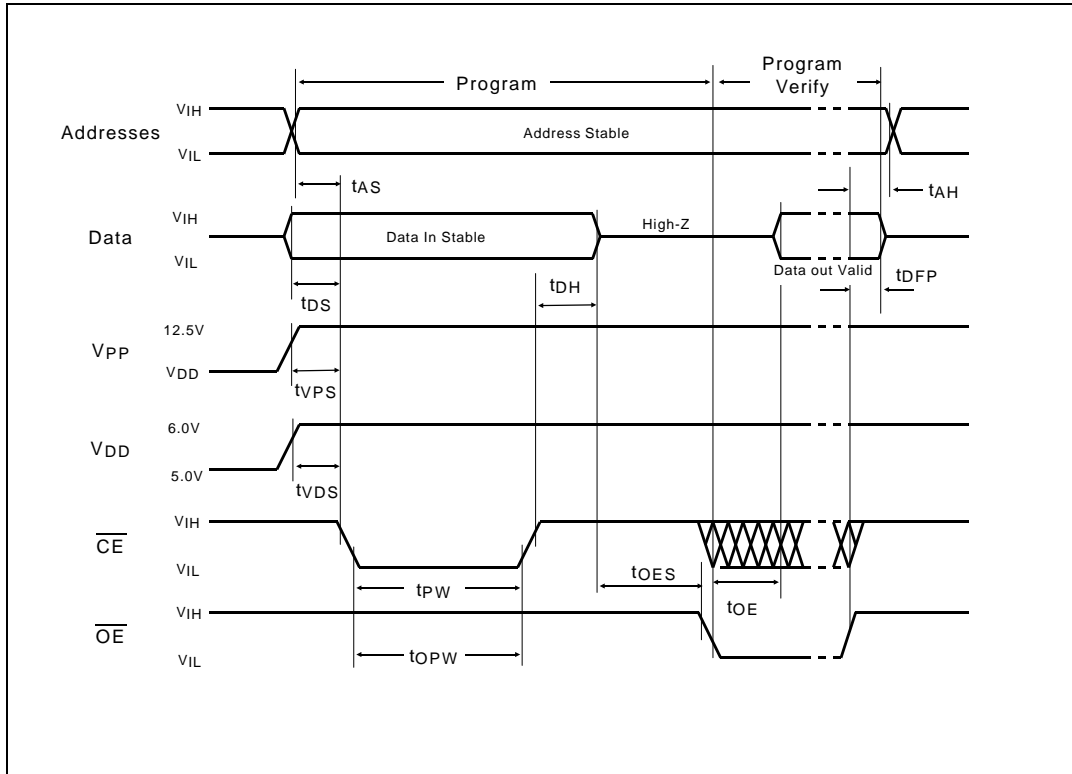 Program
Program
Verify
Addresses
VIH
VIL
Address Stable
tAS
tAH
Data
VIH
VIL
Data In Stable
High-Z
Data out Valid
tDS
tDH
tDFP
VPP
12.5V
VDD
tVPS
VDD
6.0V
5.0V
tVDS
CE
VIH
VIL
tPW
tOES
tOE
OE
VIH
VIL
tOPW